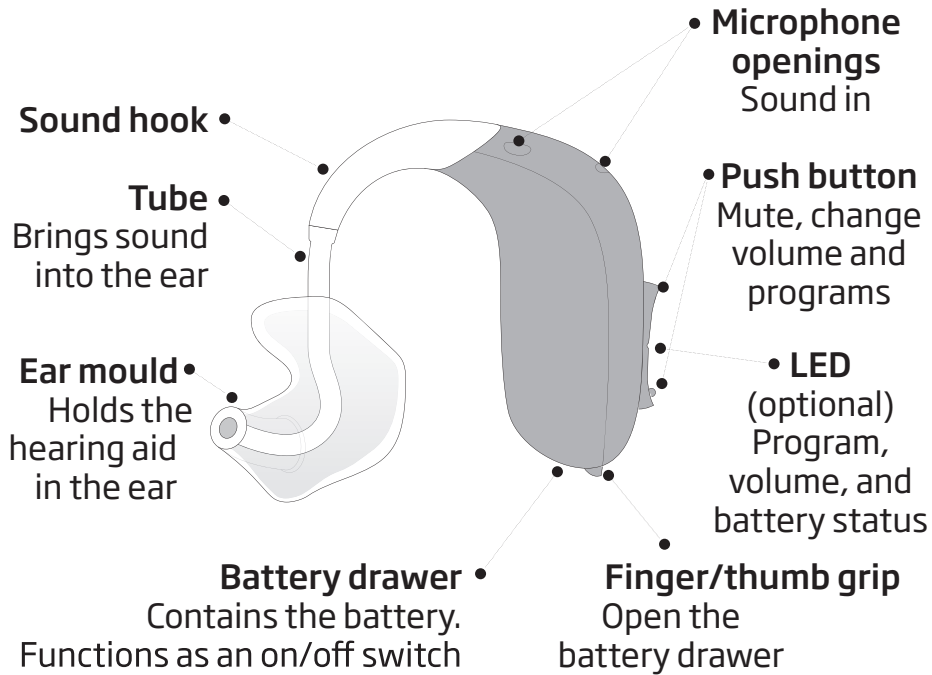 Microphone
openings
Sound in
Sound hook
Push button
Mute, change
volume and
programs
Tube
Brings sound
into the ear
LED
(optional)
Program,
volume, and
battery status
Ear mould
Holds the
hearing aid
in the ear
Battery drawer
Contains the battery.
Functions as an on/off switch
Finger/thumb grip
Open the
battery drawer